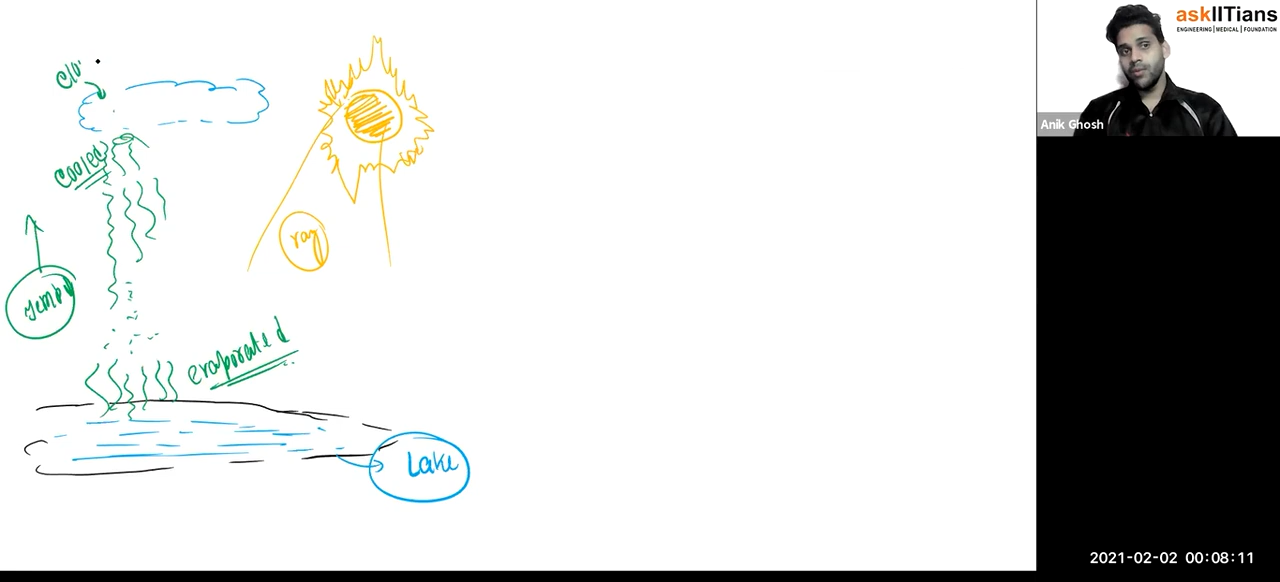 askIITians
ENGINEERING | MEDICAL | FOUNDATION
Anik Ghosh
clo
cooled
ray
temp
evaporated
Lake
2021-02-02 00:08:11